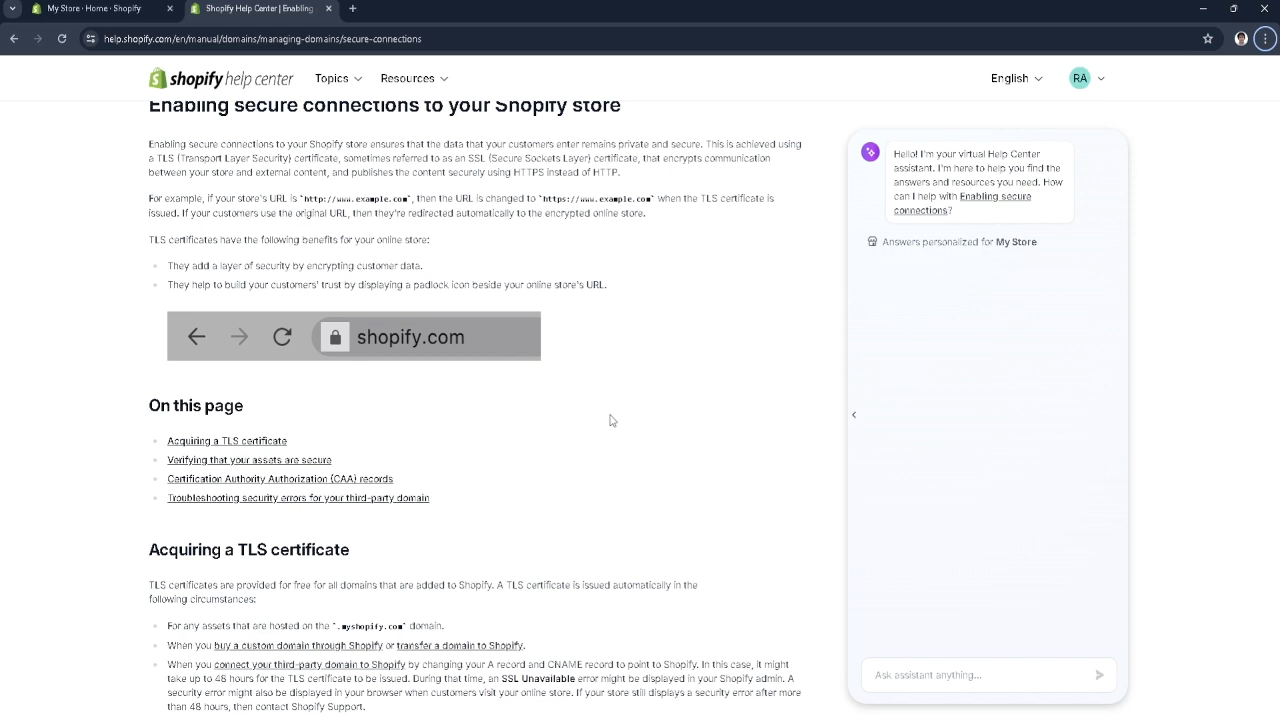 My Store · Home · Shopify
Shopify Help Center | Enabling
help.shopify.com/en/manual/domains/managing-domains/secure-connections
shopify help center
Topics
Resources
English
RA
Enabling secure connections to your Shopify store
Enabling secure connections to your Shopify store ensures that the data that your customers enter remains private and secure. This is achieved using
a TLS (Transport Layer Security) certificate, sometimes referred to as an SSL (Secure Sockets Layer) certificate, that encrypts communication
between your store and external content, and publishes the content securely using HTTPS instead of HTTP.
For example, if your store's URL is `http://www.example.com`, then the URL is changed to `https://www.example.com` when the TLS certificate is
issued. If your customers use the original URL, then they're redirected automatically to the encrypted online store.
TLS certificates have the following benefits for your online store:
They add a layer of security by encrypting customer data.
They help to build your customers' trust by displaying a padlock icon beside your online store's URL.
shopify.com
On this page
Acquiring a TLS certificate
Verifying that your assets are secure
Certification Authority Authorization (CAA) records
Troubleshooting security errors for your third-party domain
Acquiring a TLS certificate
TLS certificates are provided for free for all domains that are added to Shopify. A TLS certificate is issued automatically in the
following circumstances:
For any assets that are hosted on the `.myshopify.com` domain.
When you buy a custom domain through Shopify or transfer a domain to Shopify.
When you connect your third-party domain to Shopify by changing your A record and CNAME record to point to Shopify. In this case, it might
take up to 48 hours for the TLS certificate to be issued. During that time, an SSL Unavailable error might be displayed in your Shopify admin. A
security error might also be displayed in your browser when customers visit your online store. If your store still displays a security error after more
than 48 hours, then contact Shopify Support.
Hello! I'm your virtual Help Center
assistant. I'm here to help you find the
answers and resources you need. How
can I help with Enabling secure
connections?
Answers personalized for My Store
Ask assistant anything...